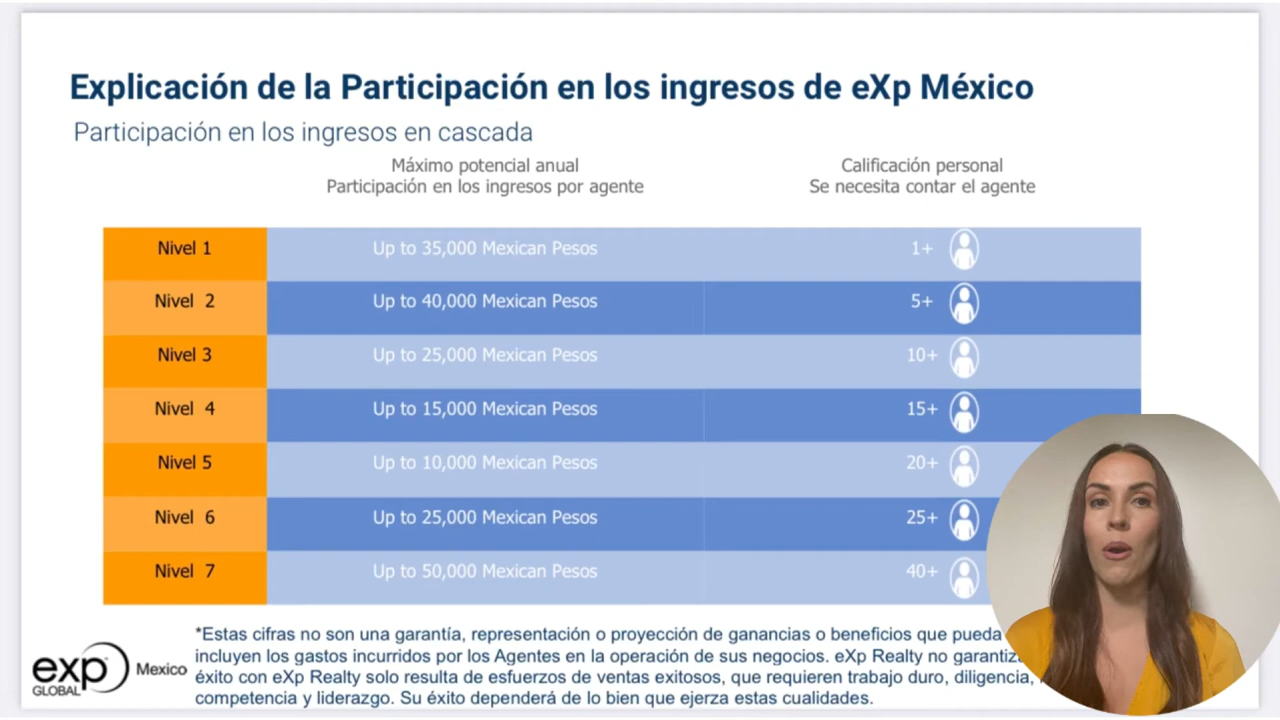 Explicación de la Participación en los ingresos de eXp México
Participación en los ingresos en cascada
Máximo potencial anual
Participación en los ingresos por agente
Calificación personal
Se necesita contar el agente
Nivel 1 Up to 35,000 Mexican Pesos 1+
Nivel 2 Up to 40,000 Mexican Pesos 5+
Nivel 3 Up to 25,000 Mexican Pesos 10+
Nivel 4 Up to 15,000 Mexican Pesos 15+
Nivel 5 Up to 10,000 Mexican Pesos 20+
Nivel 6 Up to 25,000 Mexican Pesos 25+
Nivel 7 Up to 50,000 Mexican Pesos 40+
*Estas cifras no son una garantía, representación o proyección de ganancias o beneficios que pueda
incluyen los gastos incurridos por los Agentes en la operación de sus negocios. eXp Realty no
éxito con eXp Realty solo resulta de esfuerzos de ventas exitosos, que requieren trabajo duro, diligencia,
competencia y liderazgo. Su éxito dependerá de lo bien que ejerza estas cualidades.
exp
GLOBAL
Mexico